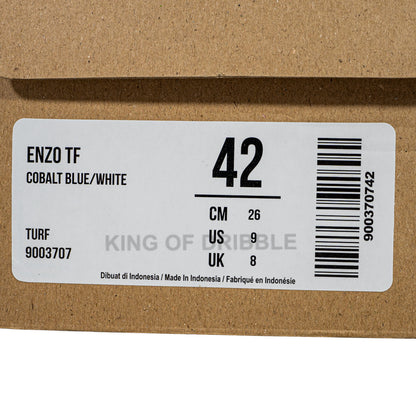 ENZO TF
COBALT BLUE/WHITE
42
CM 26
US 9
UK 8
KING OF DRIBBLE
TURF
9003707
Dibuat di Indonesia / Made In Indonesia / Fabriqué en Indonésie
900370742